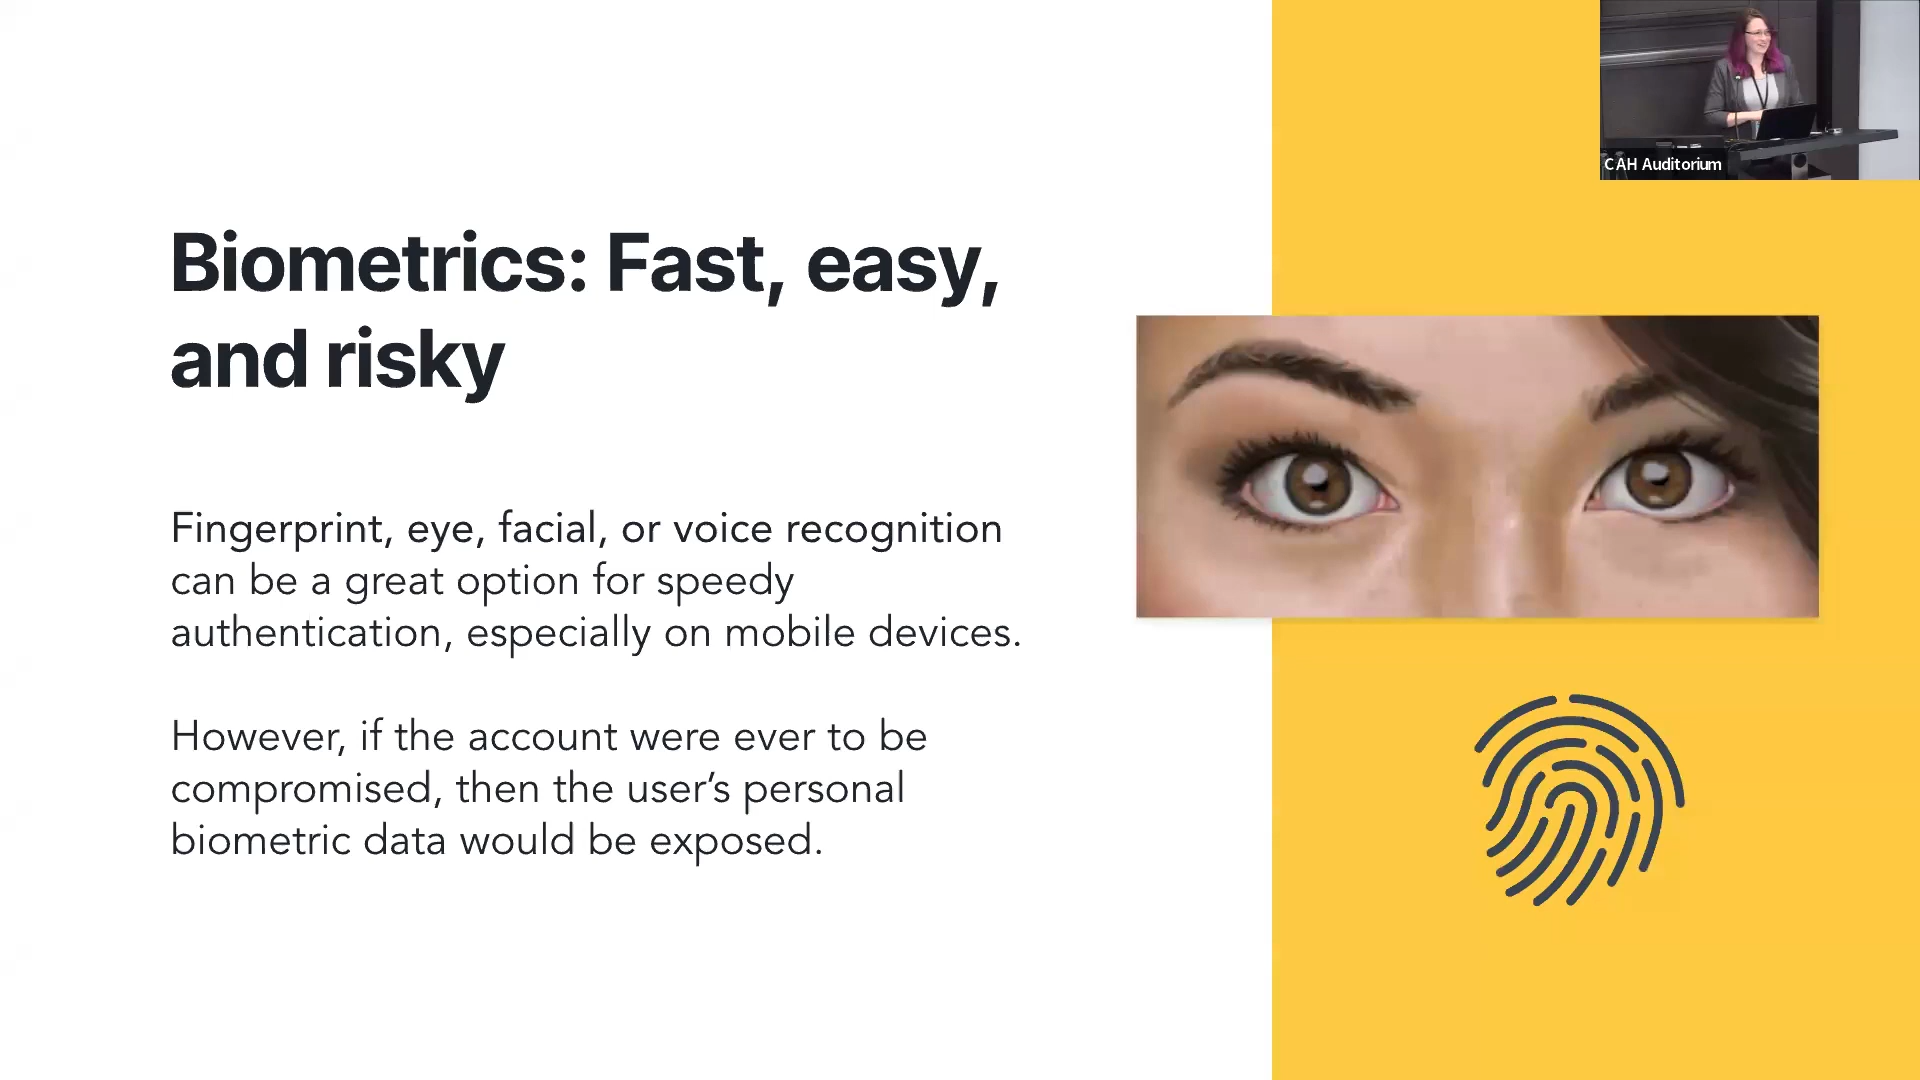 CAH Auditorium
Biometrics: Fast, easy,
and risky
Fingerprint, eye, facial, or voice recognition
can be a great option for speedy
authentication, especially on mobile devices.
However, if the account were ever to be
compromised, then the user’s personal
biometric data would be exposed.